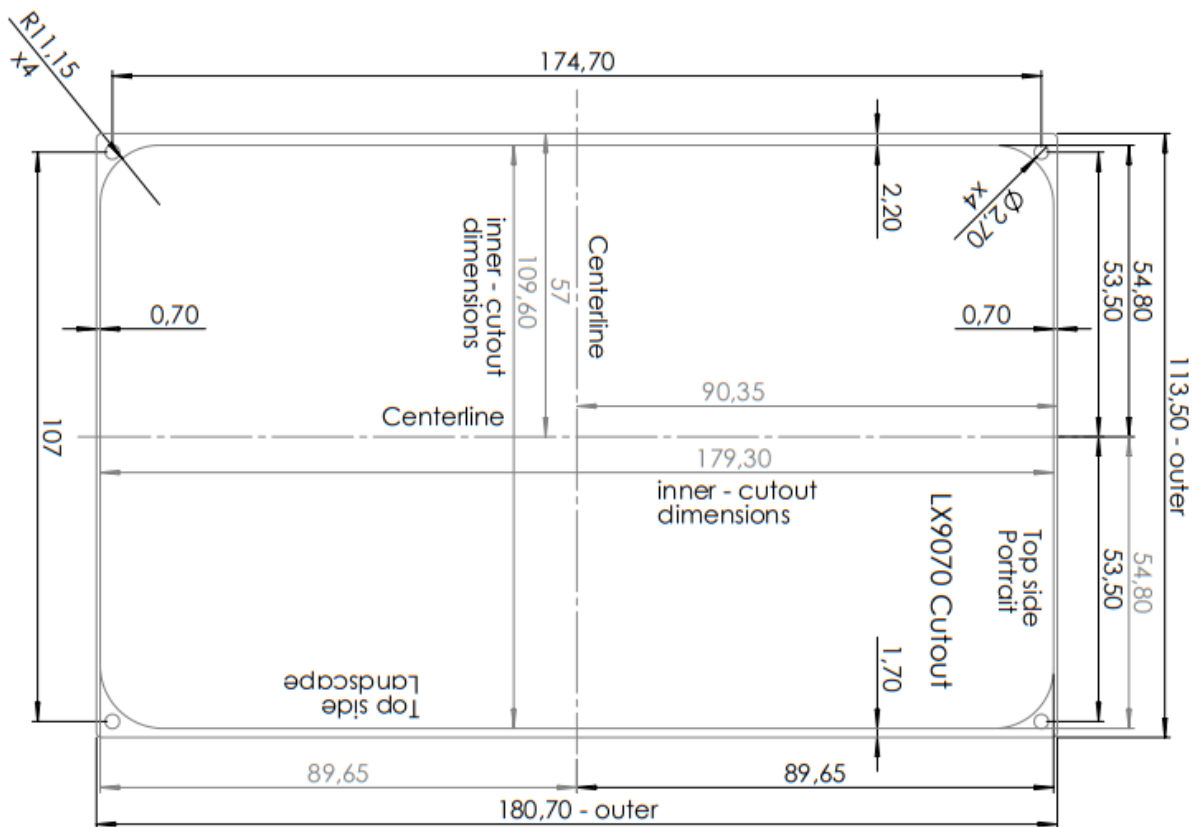 R11,15
x4
174,70
2,20
Ø2,70
x4
54,80
53,50
inner - cutout
dimensions
109,60
57
Centerline
0,70
0,70
113,50 - outer
90,35
Centerline
107
179,30
inner - cutout
dimensions
LX9070 Cutout
Top side
Portrait
53,50
54,80
1,70
Top side
Landscape
89,65
89,65
180,70 - outer